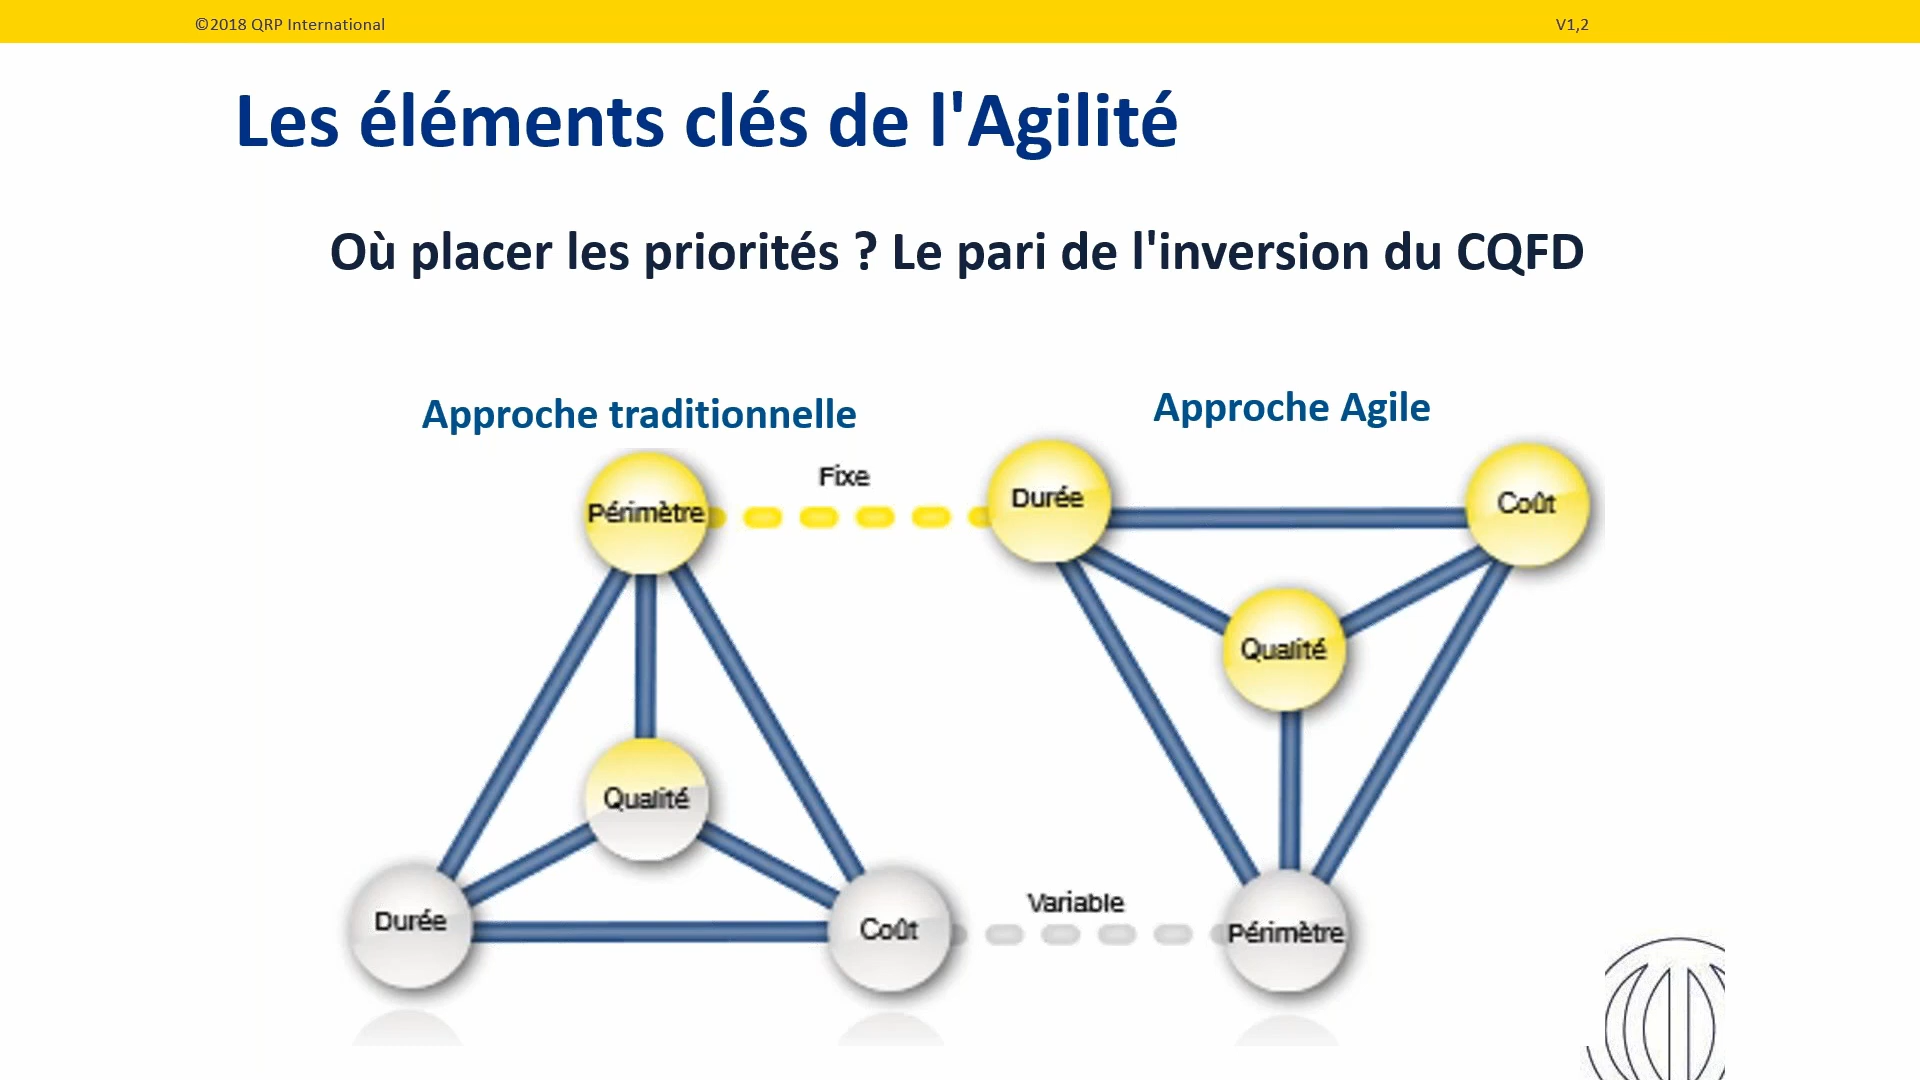 ©2018 QRP International
V1,2
Les éléments clés de l'Agilité
Où placer les priorités ? Le pari de l'inversion du CQFD
Approche traditionnelle
Approche Agile
Périmètre
Fixe
Durée
Coût
Qualité
Qualité
Durée
Coût
Variable
Périmètre